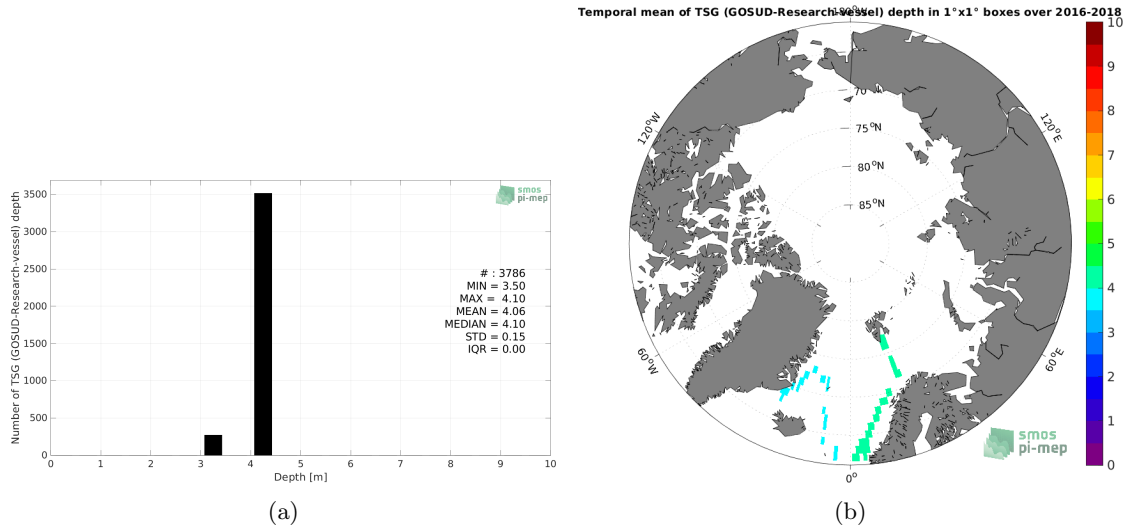 Number of TSG (GOSUD-Research-vessel) depth
3500
3000
2500
2000
1500
1000
500
0
0 1 2 3 4 5 6 7 8 9 10
Depth [m]
smos
pi-mep
# : 3786
MIN = 3.50
MAX = 4.10
MEAN = 4.06
MEDIAN = 4.10
STD = 0.15
IQR = 0.00
(a)
Temporal mean of TSG (GOSUD-Research-vessel) depth in 1°x1° boxes over 2016-2018
180°W
120°W
120°E
60°W
60°E
0°
70
75°N
80°N
85°N
smos
pi-mep
10
9
8
7
6
5
4
3
2
1
0
(b)